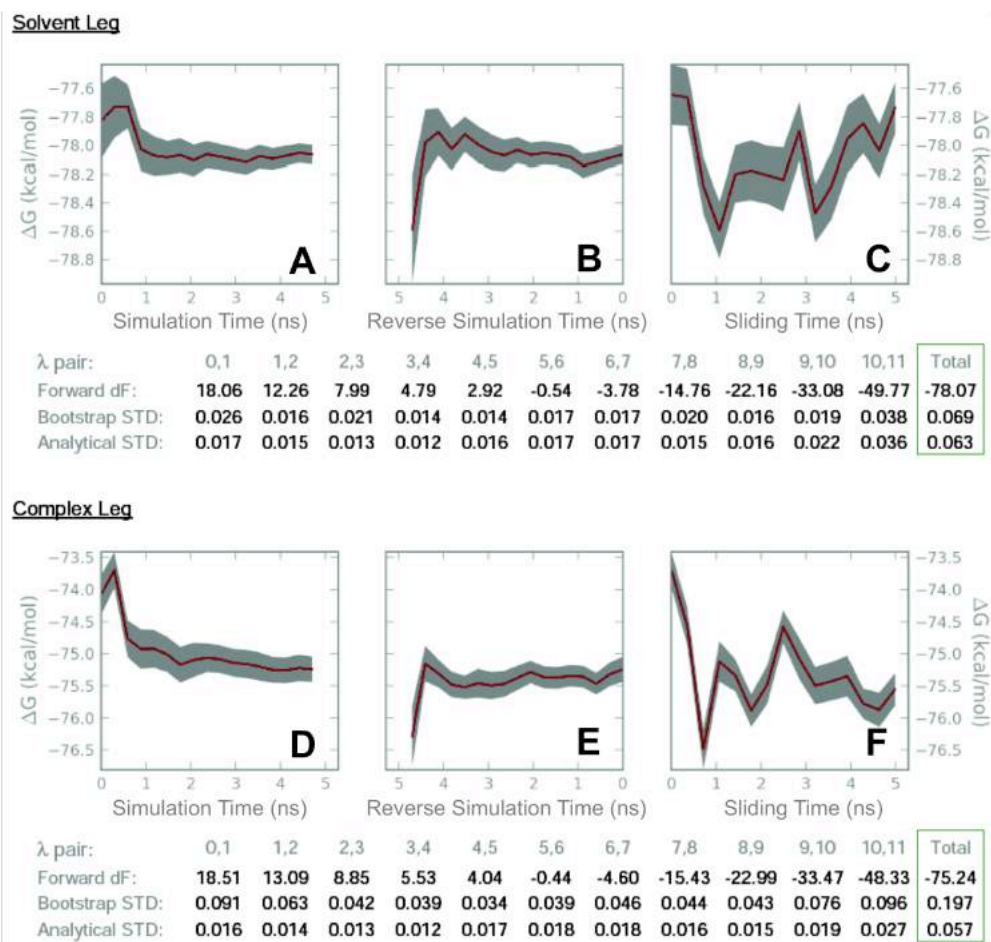 Solvent Leg
ΔG (kcal/mol)
−77.6
−77.8
−78.0
−78.2
−78.4
−78.6
−78.8
A
B
C
−77.6
−77.8
−78.0
−78.2
−78.4
−78.6
−78.8
ΔG (kcal/mol)
0 1 2 3 4 5
5 4 3 2 1 0
0 1 2 3 4 5
Simulation Time (ns)
Reverse Simulation Time (ns)
Sliding Time (ns)
λ pair: 0,1 1,2 2,3 3,4 4,5 5,6 6,7 7,8 8,9 9,10 10,11 Total
Forward dF: 18.06 12.26 7.99 4.79 2.92 -0.54 -3.78 -14.76 -22.16 -33.08 -49.77 -78.07
Bootstrap STD: 0.026 0.016 0.021 0.014 0.014 0.017 0.017 0.020 0.016 0.019 0.038 0.069
Analytical STD: 0.017 0.015 0.013 0.012 0.016 0.017 0.017 0.015 0.016 0.022 0.036 0.063
Complex Leg
ΔG (kcal/mol)
−73.5
−74.0
−74.5
−75.0
−75.5
−76.0
−76.5
D
E
F
−73.5
−74.0
−74.5
−75.0
−75.5
−76.0
−76.5
ΔG (kcal/mol)
0 1 2 3 4 5
5 4 3 2 1 0
0 1 2 3 4 5
Simulation Time (ns)
Reverse Simulation Time (ns)
Sliding Time (ns)
λ pair: 0,1 1,2 2,3 3,4 4,5 5,6 6,7 7,8 8,9 9,10 10,11 Total
Forward dF: 18.51 13.09 8.85 5.53 4.04 -0.44 -4.60 -15.43 -22.99 -33.47 -48.33 -75.24
Bootstrap STD: 0.091 0.063 0.042 0.039 0.034 0.039 0.046 0.044 0.043 0.076 0.096 0.197
Analytical STD: 0.016 0.014 0.013 0.012 0.017 0.018 0.018 0.016 0.015 0.019 0.027 0.057